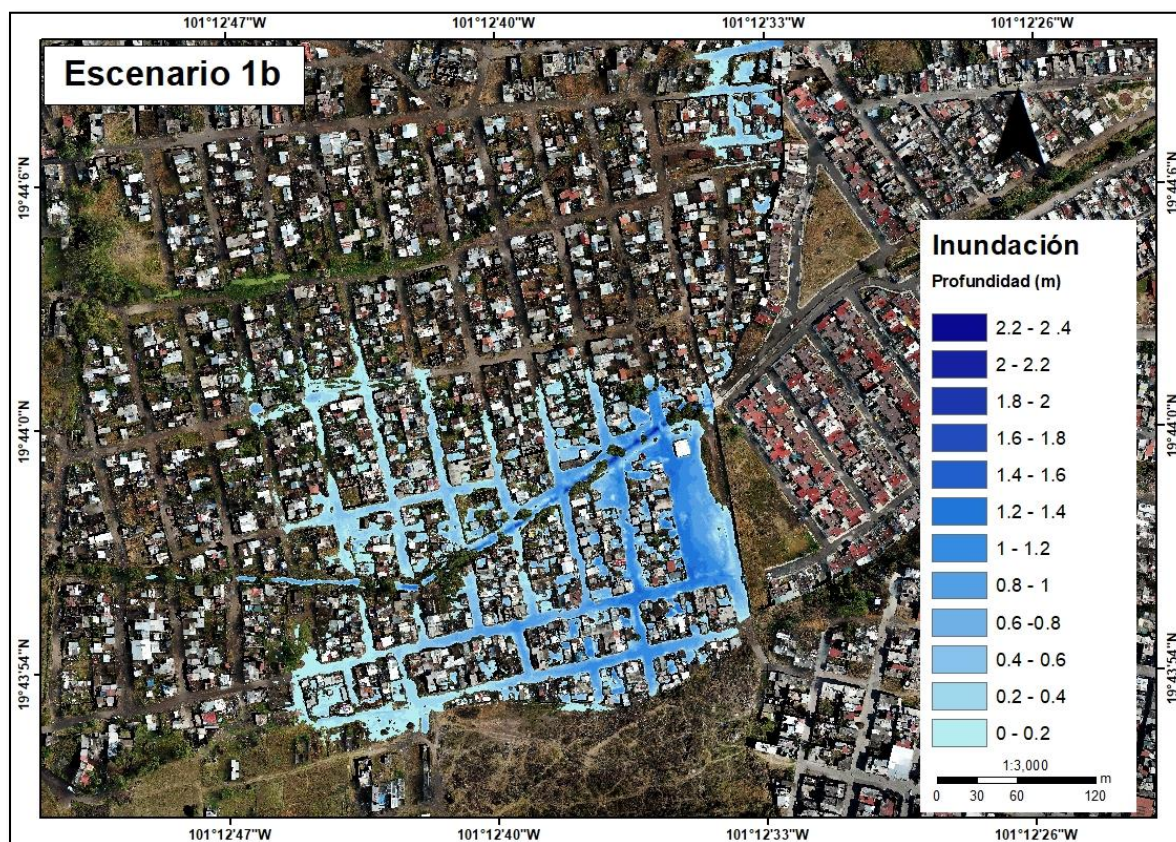 101°12'47"W 101°12'40"W 101°12'33"W 101°12'26"W
Escenario 1b
19°44'6"N 19°44'6"N
Inundación
Profundidad (m)
2.2 - 2 .4
2 - 2.2
1.8 - 2
1.6 - 1.8
1.4 - 1.6
1.2 - 1.4
1 - 1.2
0.8 - 1
0.6 -0.8
0.4 - 0.6
0.2 - 0.4
0 - 0.2
1:3,000
m
0 30 60 120
19°44'0"N 19°44'0"N
19°43'54"N 19°43'54"N
101°12'47"W 101°12'40"W 101°12'33"W 101°12'26"W